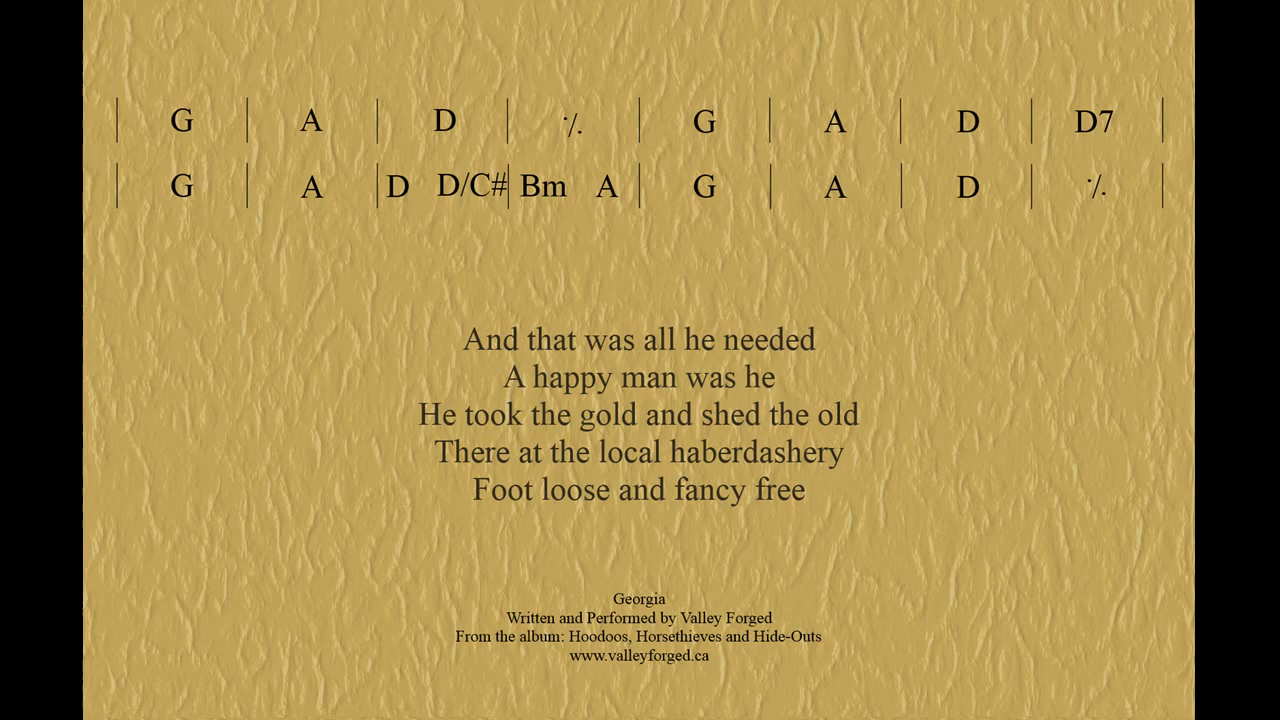 | G | A | D | ٪ | G | A | D | D7 |
| G | A | D D/C# | Bm A | G | A | D | ٪ |
And that was all he needed
A happy man was he
He took the gold and shed the old
There at the local haberdashery
Foot loose and fancy free
Georgia
Written and Performed by Valley Forged
From the album: Hoodoos, Horsethieves and Hide-Outs
www.valleyforged.ca